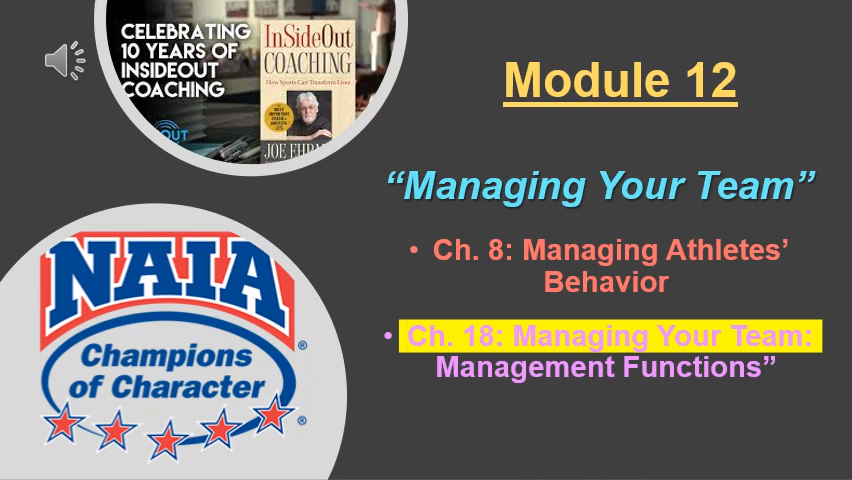 CELEBRATING
10 YEARS OF
INSIDEOUT
COACHING
InSideOut
COACHING
How Sports Can Transform Lives
JOE
Module 12
“Managing Your Team”
• Ch. 8: Managing Athletes’
Behavior
• Ch. 18: Managing Your Team:
Management Functions”
NAIA
®
Champions
of Character
®